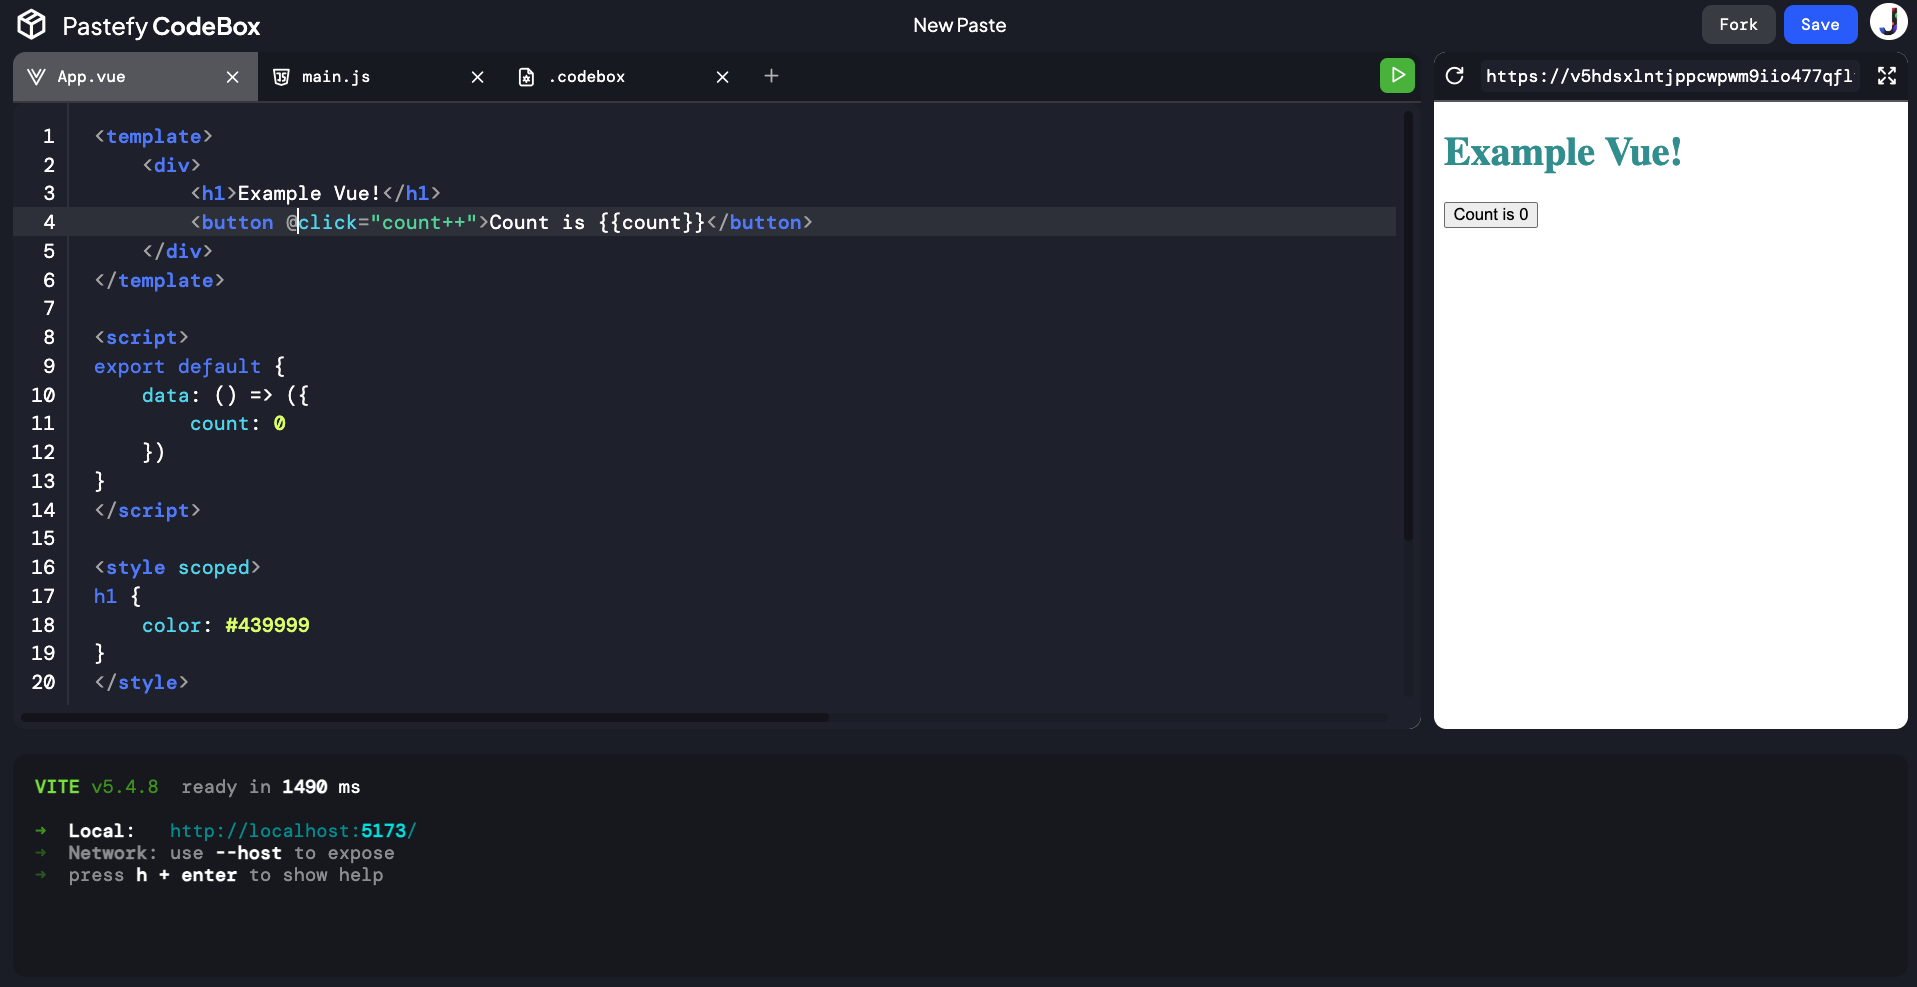 Pastefy CodeBox
New Paste
Fork
Save
App.vue
main.js
.codebox
https://v5hdsxlntjppcwpwm9iio477qfl
1 <template>
2 <div>
3 <h1>Example Vue!</h1>
4 <button @click="count++">Count is {{count}}</button>
5 </div>
6 </template>
7
8 <script>
9 export default {
10 data: () => ({
11 count: 0
12 })
13 }
14 </script>
15
16 <style scoped>
17 h1 {
18 color: #439999
19 }
20 </style>
Example Vue!
Count is 0
VITE v5.4.8 ready in 1490 ms
➜ Local: http://localhost:5173/
➜ Network: use --host to expose
➜ press h + enter to show help